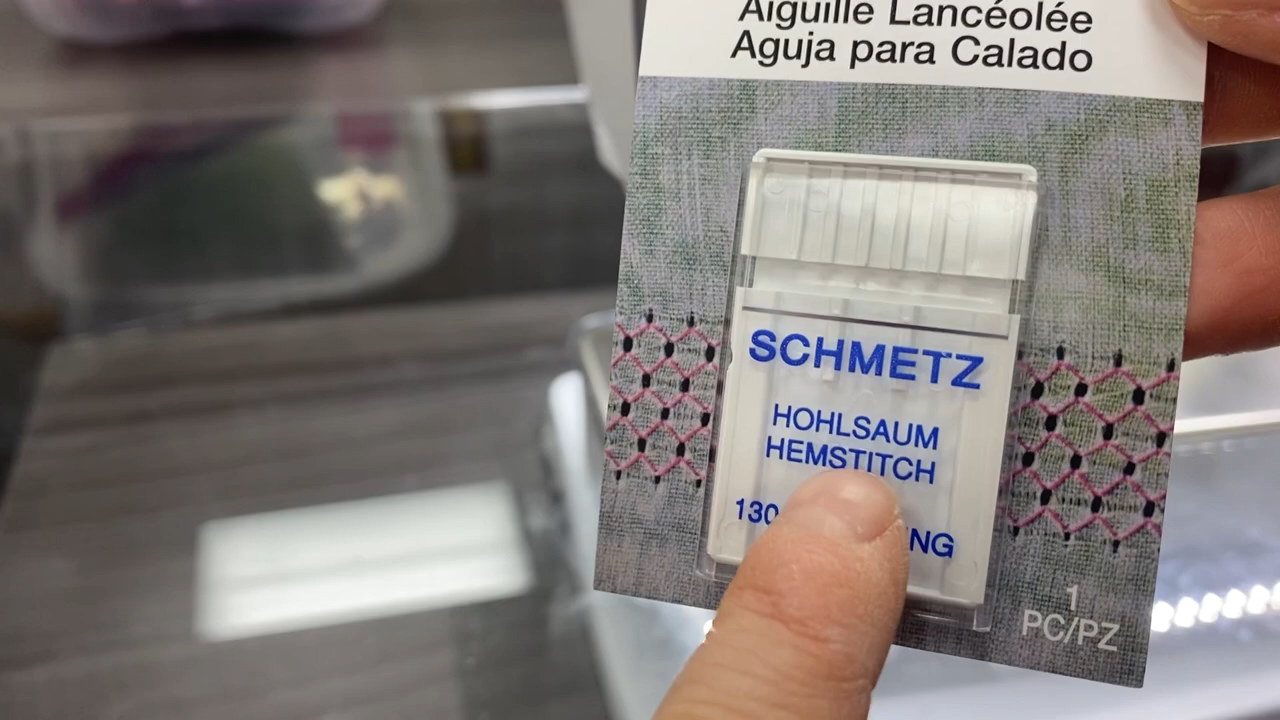 Aiguille Lancéolée
Aguja para Calado
SCHMETZ
HOHLSAUM
HEMSTITCH
130 NG
1
PC/PZ